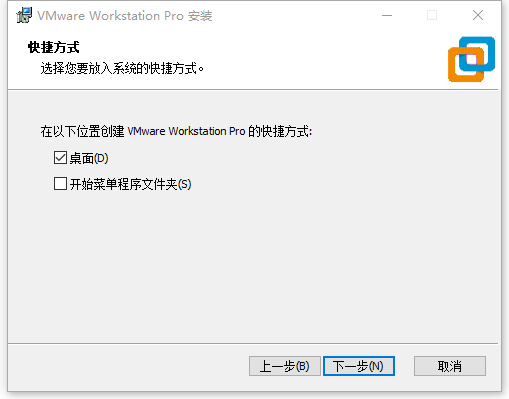 VMware Workstation Pro 安装
快捷方式
选择您要放入系统的快捷方式。
在以下位置创建 VMware Workstation Pro 的快捷方式:
桌面(D)
开始菜单程序文件夹(S)
上一步(B) 下一步(N) 取消